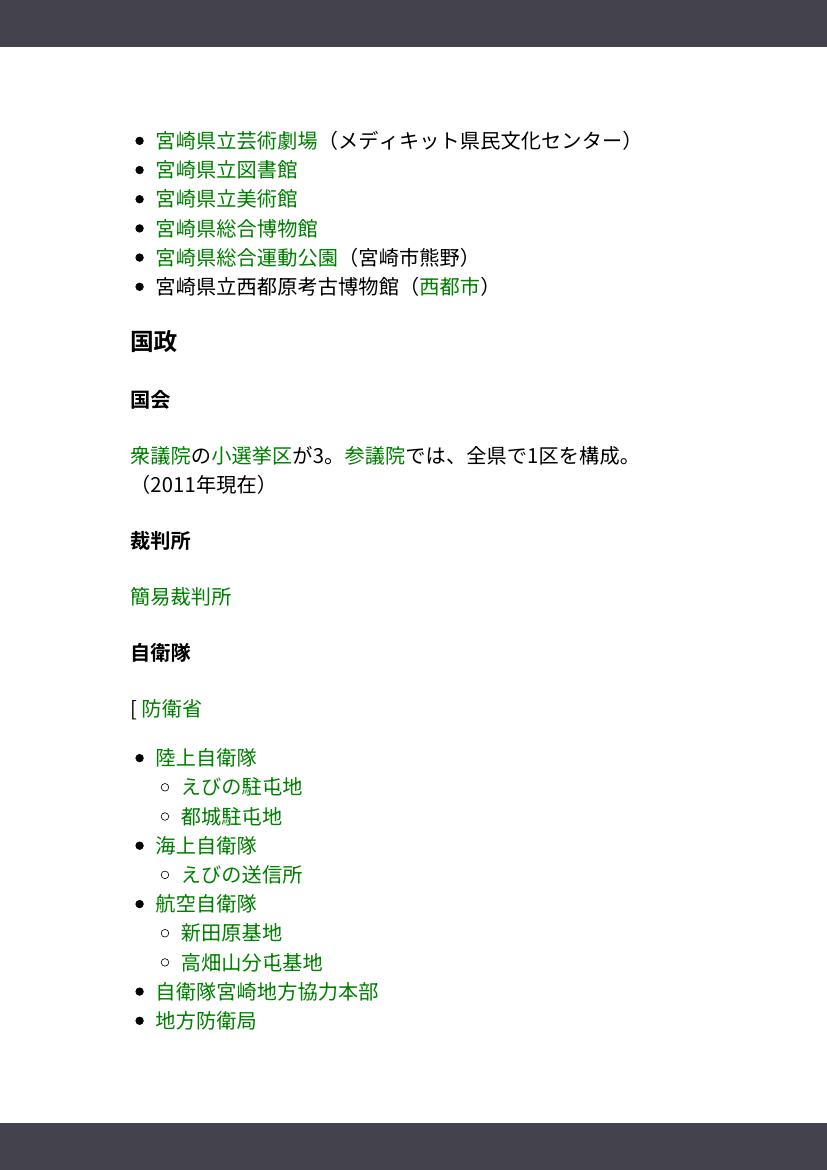 宮崎県立芸術劇場（メディキット県民文化センター）
宮崎県立図書館
宮崎県立美術館
宮崎県総合博物館
宮崎県総合運動公園（宮崎市熊野）
宮崎県立西都原考古博物館（西都市）
国政
国会
衆議院の小選挙区が3。参議院では、全県で1区を構成。
（2011年現在）
裁判所
簡易裁判所
自衛隊
[ 防衛省
陸上自衛隊
えびの駐屯地
都城駐屯地
海上自衛隊
えびの送信所
航空自衛隊
新田原基地
高畑山分屯基地
自衛隊宮崎地方協力本部
地方防衛局